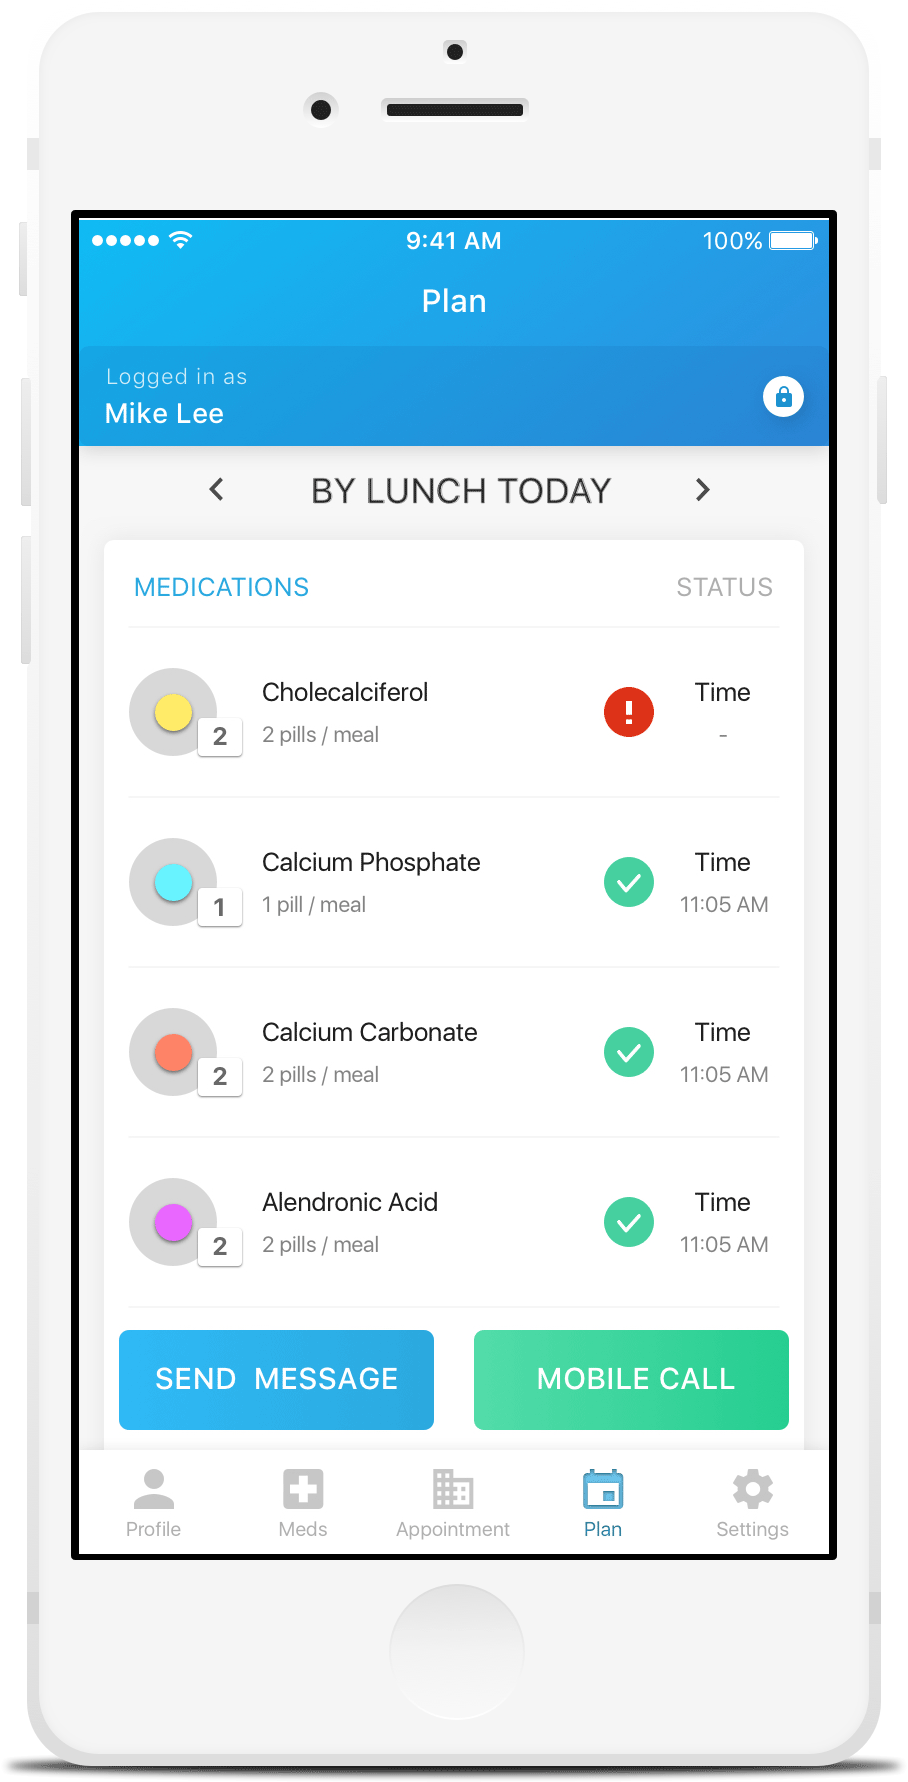 9:41 AM
100%
Plan
Logged in as
Mike Lee
BY LUNCH TODAY
MEDICATIONS STATUS
Cholecalciferol Time
2 2 pills / meal -
Calcium Phosphate Time
1 1 pill / meal 11:05 AM
Calcium Carbonate Time
2 2 pills / meal 11:05 AM
Alendronic Acid Time
2 2 pills / meal 11:05 AM
SEND MESSAGE MOBILE CALL
Profile Meds Appointment Plan Settings